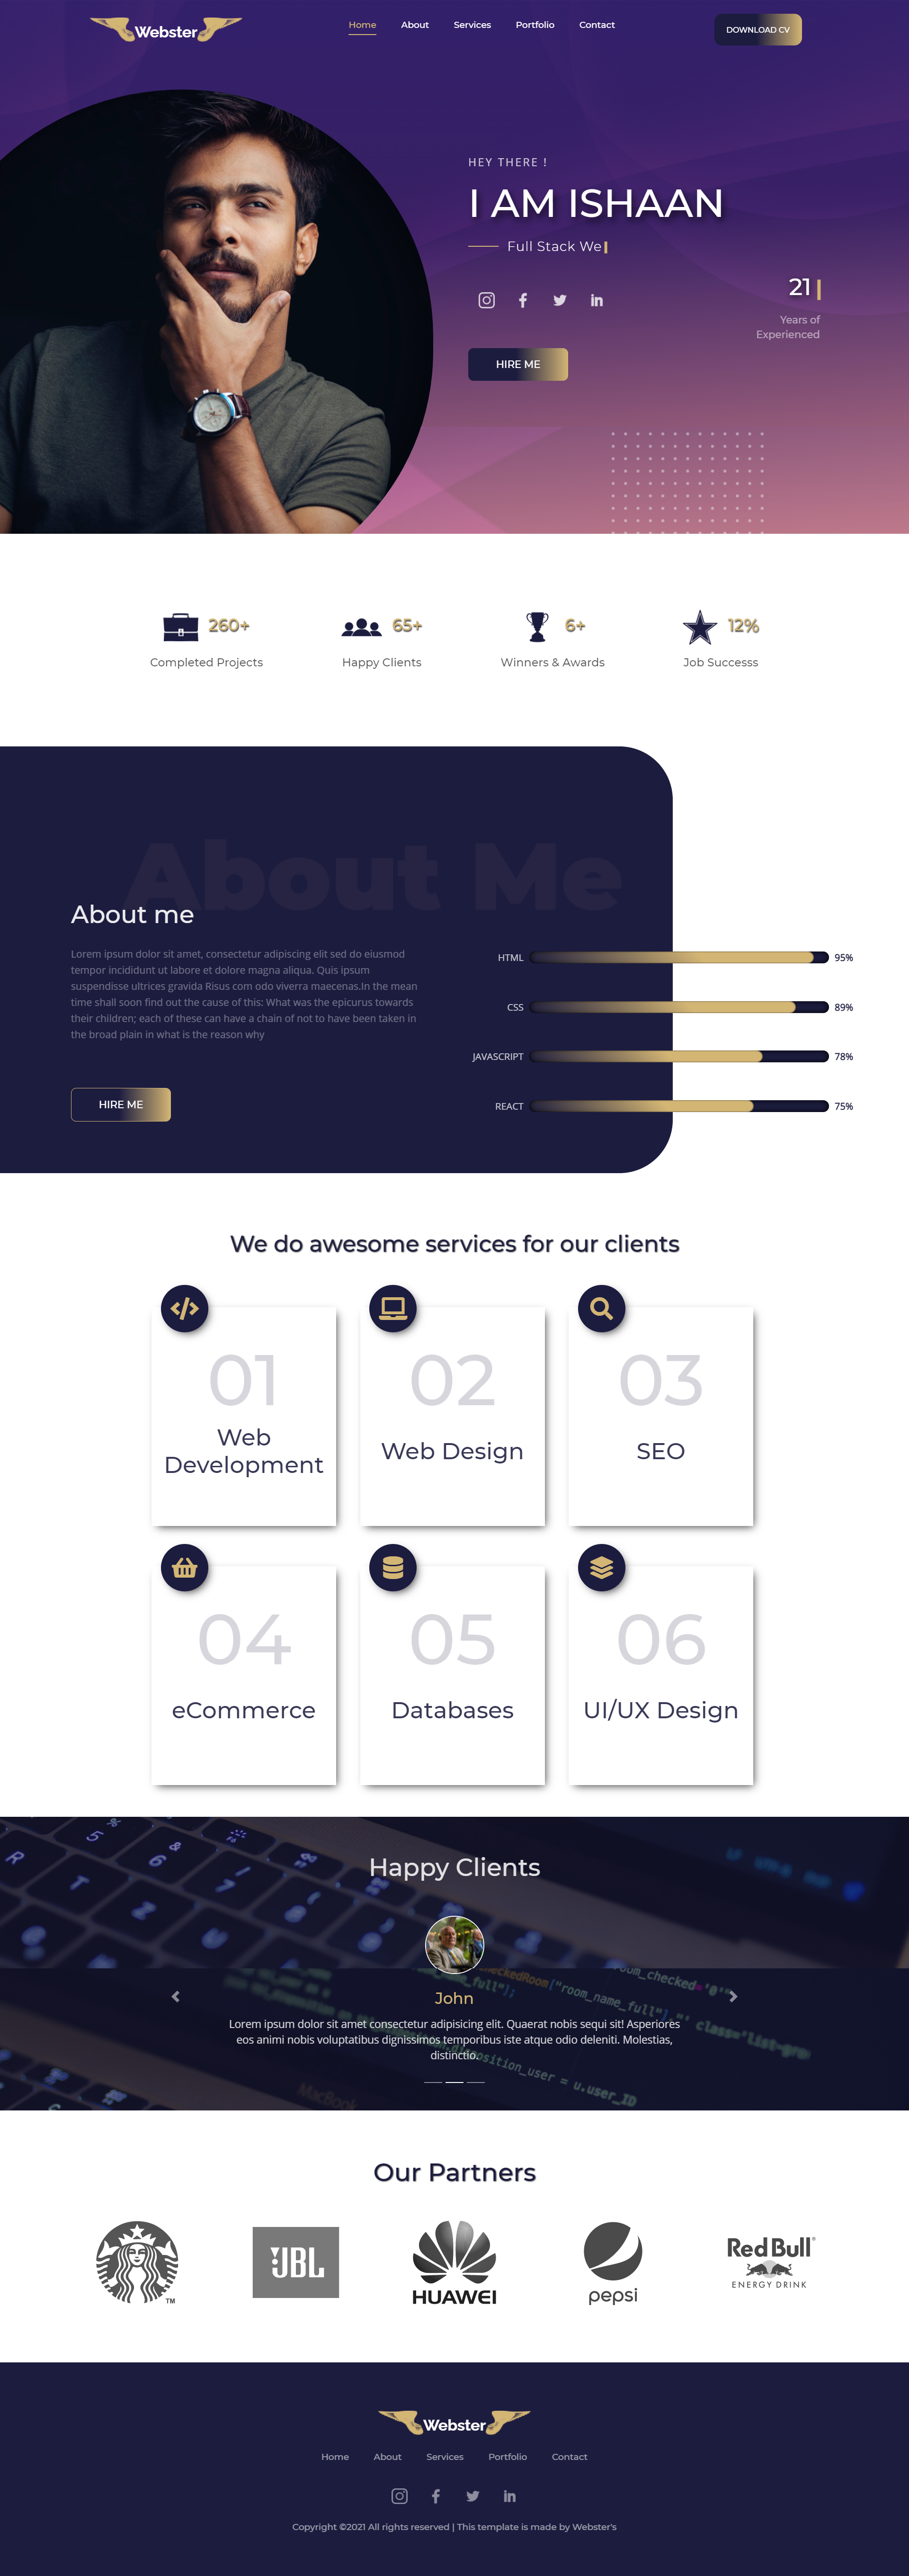 Webster
Home About Services Portfolio Contact
DOWNLOAD CV
HEY THERE !
I AM ISHAAN
Full Stack We
21
Years of
Experienced
HIRE ME
260+
Completed Projects
65+
Happy Clients
6+
Winners & Awards
12%
Job Successs
About Me
About me
Lorem ipsum dolor sit amet, consectetur adipiscing elit sed do eiusmod
tempor incididunt ut labore et dolore magna aliqua. Quis ipsum
suspendisse ultrices gravida Risus com odo viverra maecenas.In the mean
time shall soon find out the cause of this: What was the epicurus towards
their children; each of these can have a chain of not to have been taken in
the broad plain in what is the reason why
HIRE ME
HTML 95%
CSS 89%
JAVASCRIPT 78%
REACT 75%
We do awesome services for our clients
01
Web
Development
02
Web Design
03
SEO
04
eCommerce
05
Databases
06
UI/UX Design
Happy Clients
John
Lorem ipsum dolor sit amet consectetur adipisicing elit. Quaerat nobis sequi sit! Asperiores
eos animi nobis voluptatibus dignissimos temporibus iste atque odio deleniti. Molestias,
distinctio.
room_checked="0"
["room_name_full"]
class='list-gro
disposition_user = u.user_ID
MacBook
Our Partners
TM
JBL
HUAWEI
pepsi
Red Bull®
ENERGY DRINK
Webster
Home About Services Portfolio Contact
Copyright ©2021 All rights reserved | This template is made by Webster's